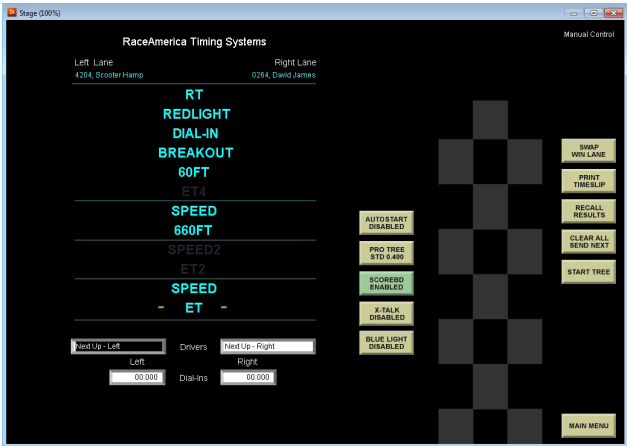 Stage (100%)
Manual Control
RaceAmerica Timing Systems
Left Lane
Right Lane
4204, Scooter Hamp
0264, David James
RT
REDLIGHT
DIAL-IN
BREAKOUT
60FT
ET4
SPEED
660FT
SPEED2
ET2
SPEED
- ET -
AUTOSTART
DISABLED
PRO TREE
STD 0.400
SCOREBD
ENABLED
X-TALK
DISABLED
BLUE LIGHT
DISABLED
SWAP
WIN LANE
PRINT
TIMESLIP
RECALL
RESULTS
CLEAR ALL
SEND NEXT
START TREE
Next Up - Left
Drivers
Next Up - Right
Left
Right
00.000
Dial-Ins
00.000
MAIN MENU